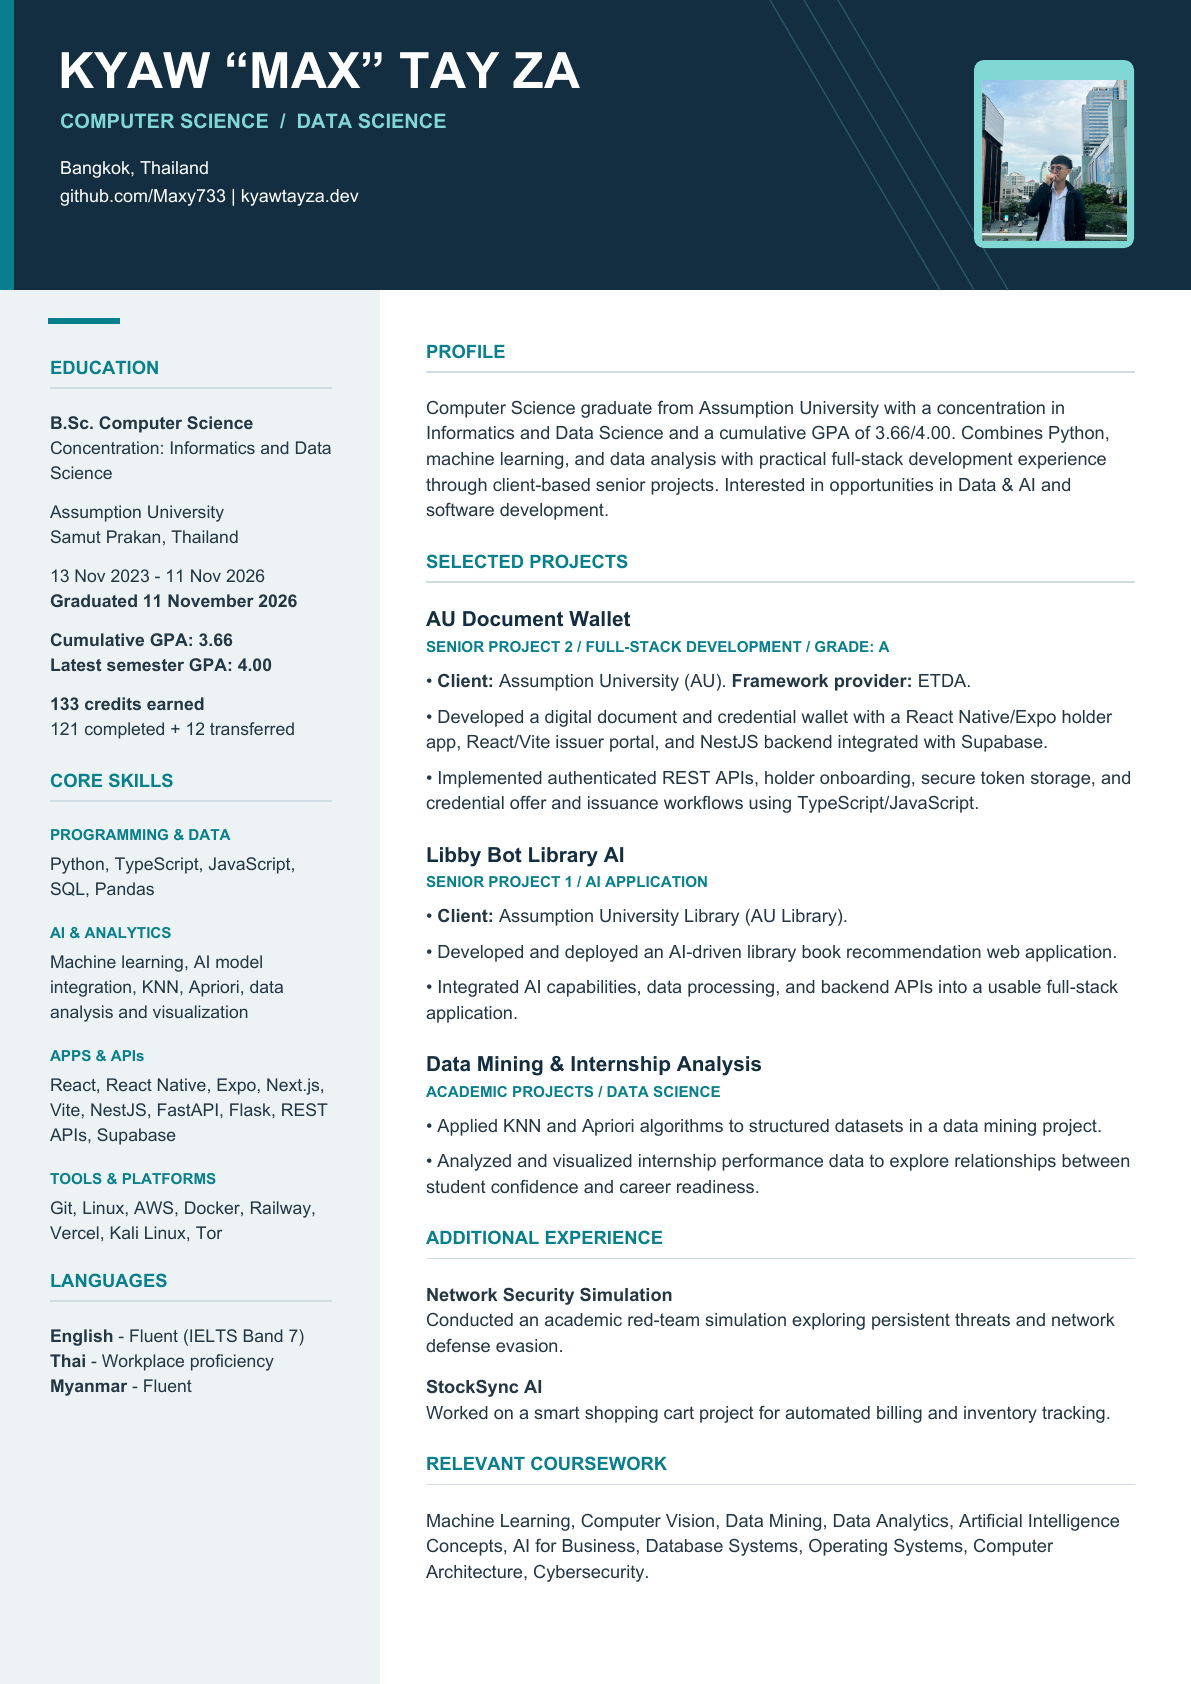 KYAW “MAX” TAY ZA
COMPUTER SCIENCE / DATA SCIENCE
Bangkok, Thailand
github.com/Maxy733 | kyawtayza.dev
EDUCATION
B.Sc. Computer Science
Concentration: Informatics and Data
Science
Assumption University
Samut Prakan, Thailand
13 Nov 2023 - 11 Nov 2026
Graduated 11 November 2026
Cumulative GPA: 3.66
Latest semester GPA: 4.00
133 credits earned
121 completed + 12 transferred
CORE SKILLS
PROGRAMMING & DATA
Python, TypeScript, JavaScript,
SQL, Pandas
AI & ANALYTICS
Machine learning, AI model
integration, KNN, Apriori, data
analysis and visualization
APPS & APIs
React, React Native, Expo, Next.js,
Vite, NestJS, FastAPI, Flask, REST
APIs, Supabase
TOOLS & PLATFORMS
Git, Linux, AWS, Docker, Railway,
Vercel, Kali Linux, Tor
LANGUAGES
English - Fluent (IELTS Band 7)
Thai - Workplace proficiency
Myanmar - Fluent
PROFILE
Computer Science graduate from Assumption University with a concentration in
Informatics and Data Science and a cumulative GPA of 3.66/4.00. Combines Python,
machine learning, and data analysis with practical full-stack development experience
through client-based senior projects. Interested in opportunities in Data & AI and
software development.
SELECTED PROJECTS
AU Document Wallet
SENIOR PROJECT 2 / FULL-STACK DEVELOPMENT / GRADE: A
• Client: Assumption University (AU). Framework provider: ETDA.
• Developed a digital document and credential wallet with a React Native/Expo holder
app, React/Vite issuer portal, and NestJS backend integrated with Supabase.
• Implemented authenticated REST APIs, holder onboarding, secure token storage, and
credential offer and issuance workflows using TypeScript/JavaScript.
Libby Bot Library AI
SENIOR PROJECT 1 / AI APPLICATION
• Client: Assumption University Library (AU Library).
• Developed and deployed an AI-driven library book recommendation web application.
• Integrated AI capabilities, data processing, and backend APIs into a usable full-stack
application.
Data Mining & Internship Analysis
ACADEMIC PROJECTS / DATA SCIENCE
• Applied KNN and Apriori algorithms to structured datasets in a data mining project.
• Analyzed and visualized internship performance data to explore relationships between
student confidence and career readiness.
ADDITIONAL EXPERIENCE
Network Security Simulation
Conducted an academic red-team simulation exploring persistent threats and network
defense evasion.
StockSync AI
Worked on a smart shopping cart project for automated billing and inventory tracking.
RELEVANT COURSEWORK
Machine Learning, Computer Vision, Data Mining, Data Analytics, Artificial Intelligence
Concepts, AI for Business, Database Systems, Operating Systems, Computer
Architecture, Cybersecurity.